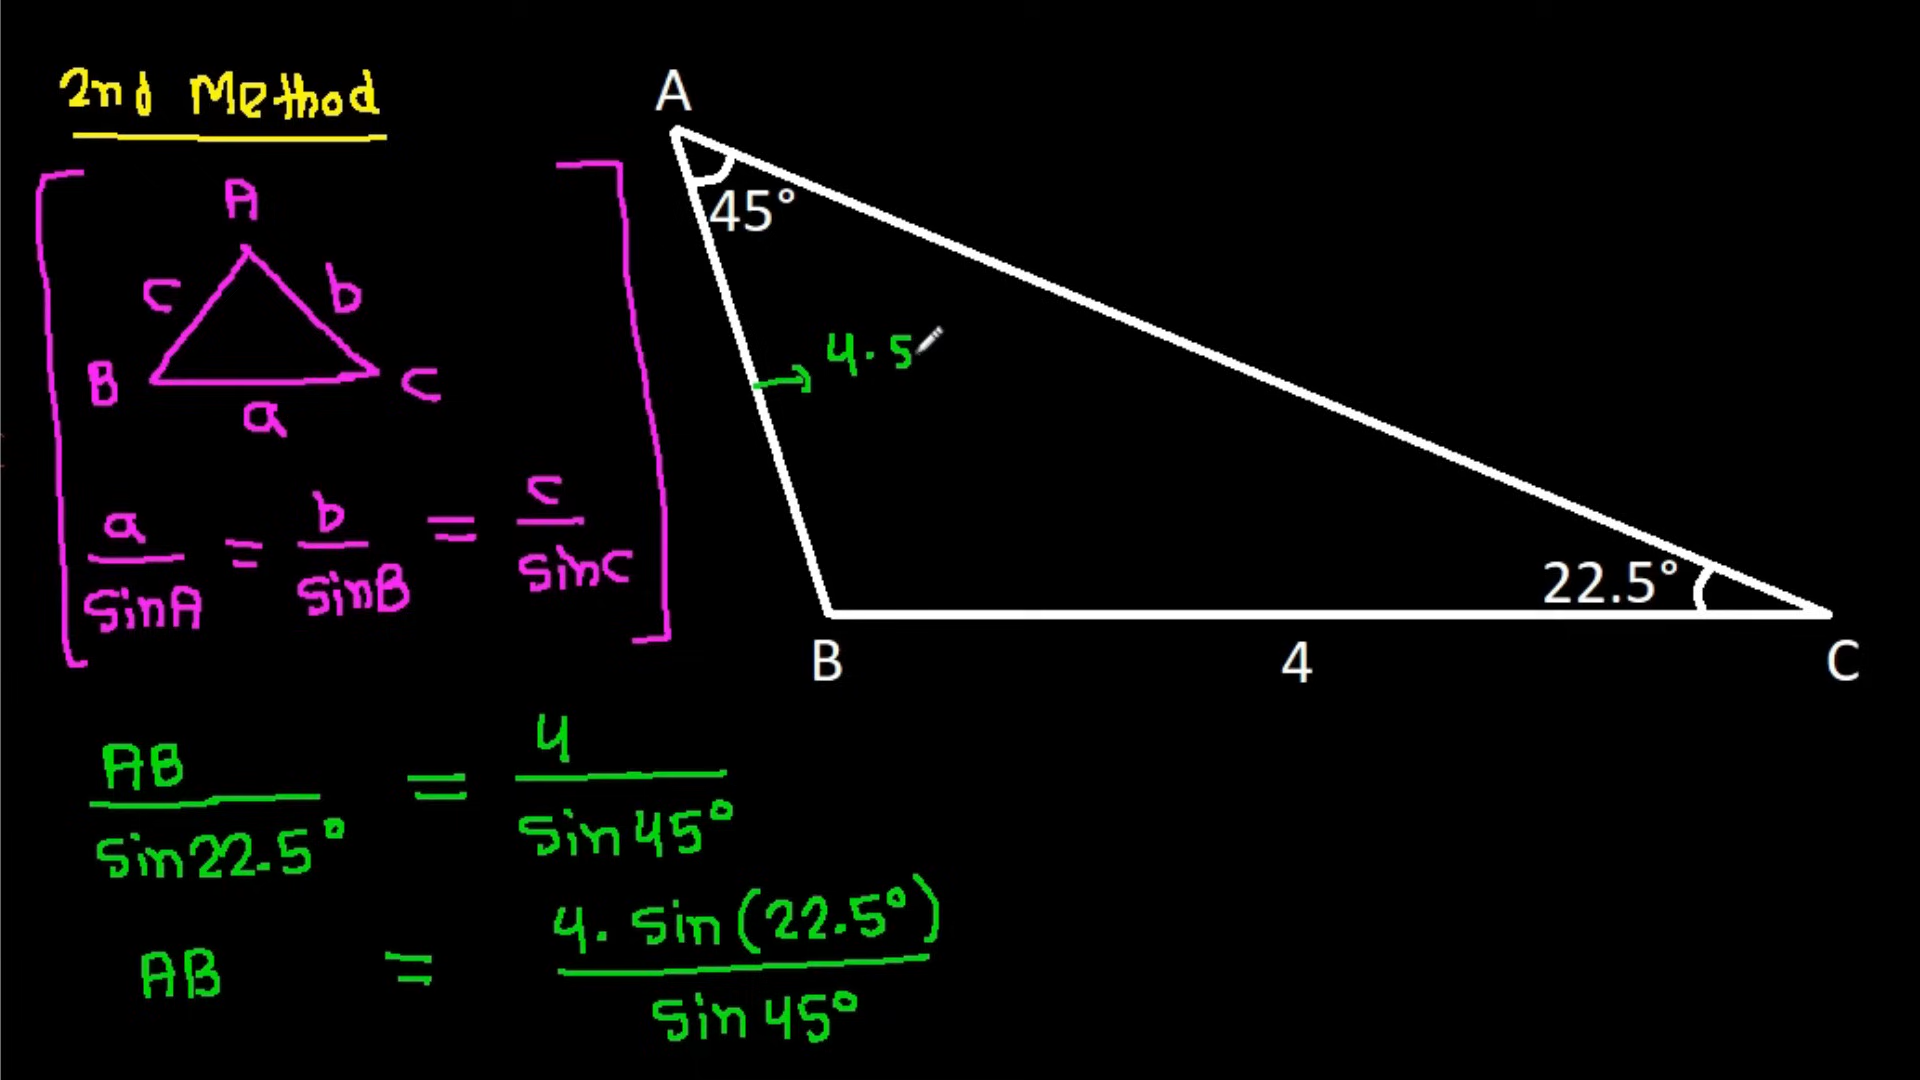 2nd Method
A
c b
B C
a
a/sinA = b/sinB = c/sinC
A
45°
4.5
22.5°
B 4 C
AB/sin22.5° = 4/sin45°
AB = 4.sin(22.5°)/sin45°